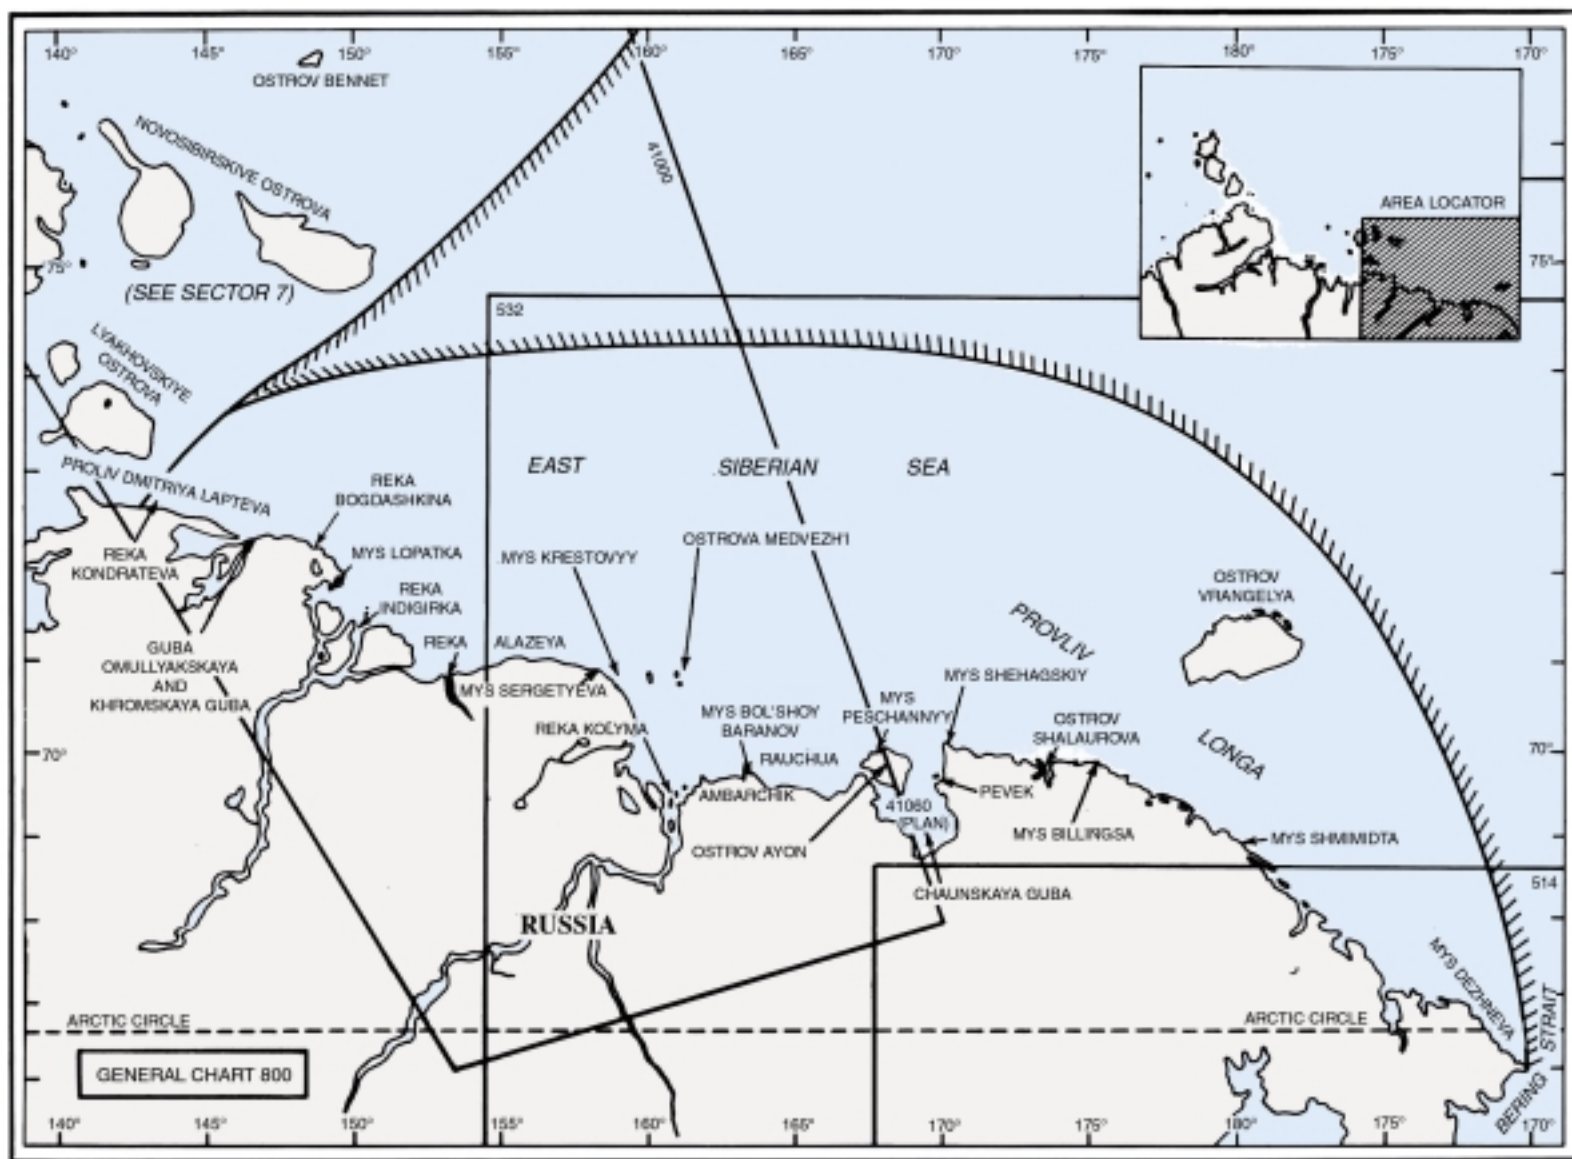 140°
145°
150°
155°
160°
165°
170°
175°
180°
175°
170°
OSTROV BENNET
NOVOSIBIRSKIVE OSTROVA
41000
AREA LOCATOR
75°
75°
(SEE SECTOR 7)
532
LYAKHOVSKIYE
OSTROVA
EAST SIBERIAN SEA
PROLIV DMITRIYA LAPTEVA
REKA
BOGDASHKINA
MYS LOPATKA
REKA
KONDRATEVA
REKA
INDIGIRKA
MYS KRESTOVYY
OSTROVA MEDVEZH1
OSTROV
VRANGELYA
PROVLIV
LONGA
GUBA
OMULLYAKSKAYA
AND
KHROMSKAYA GUBA
REKA ALAZEYA
MYS SERGETYEVA
MYS SHEHAGSKIY
MYS
PESCHANNYY
MYS BOL'SHOY
BARANOV
REKA KOLYMA
RAUCHUA
OSTROV
SHALAUROVA
70°
70°
AMBARCHIK
PEVEK
41060
(PLAN)
MYS BILLINGSA
MYS SHMIMIDTA
OSTROV AYON
514
CHAUNSKAYA GUBA
RUSSIA
MYS DEZHNEVA
ARCTIC CIRCLE
ARCTIC CIRCLE
BERING STRAIT
GENERAL CHART 800
140°
145°
150°
155°
160°
165°
170°
175°
180°
175°
170°